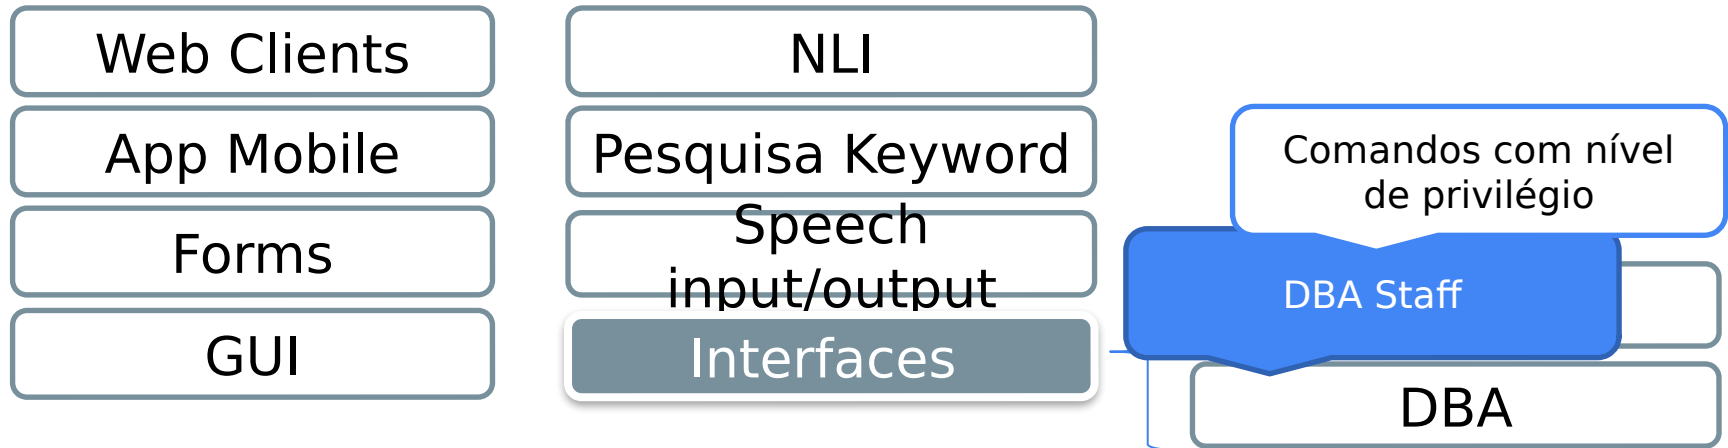 Web Clients
App Mobile
Forms
GUI
NLI
Pesquisa Keyword
Speech
input/output
Interfaces
Comandos com nível
de privilégio
DBA Staff
DBA